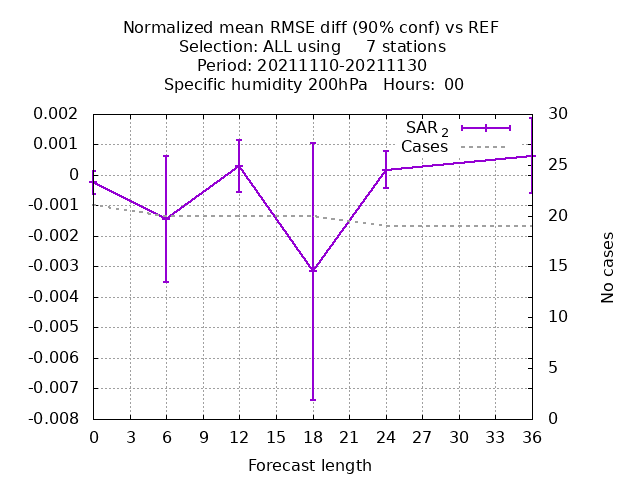 Normalized mean RMSE diff (90% conf) vs REF
Selection: ALL using 7 stations
Period: 20211110-20211130
Specific humidity 200hPa Hours: 00
0.002
0.001
0
-0.001
-0.002
-0.003
-0.004
-0.005
-0.006
-0.007
-0.008
SAR 2
Cases
30
25
20
15
10
5
0
No cases
0 3 6 9 12 15 18 21 24 27 30 33 36
Forecast length